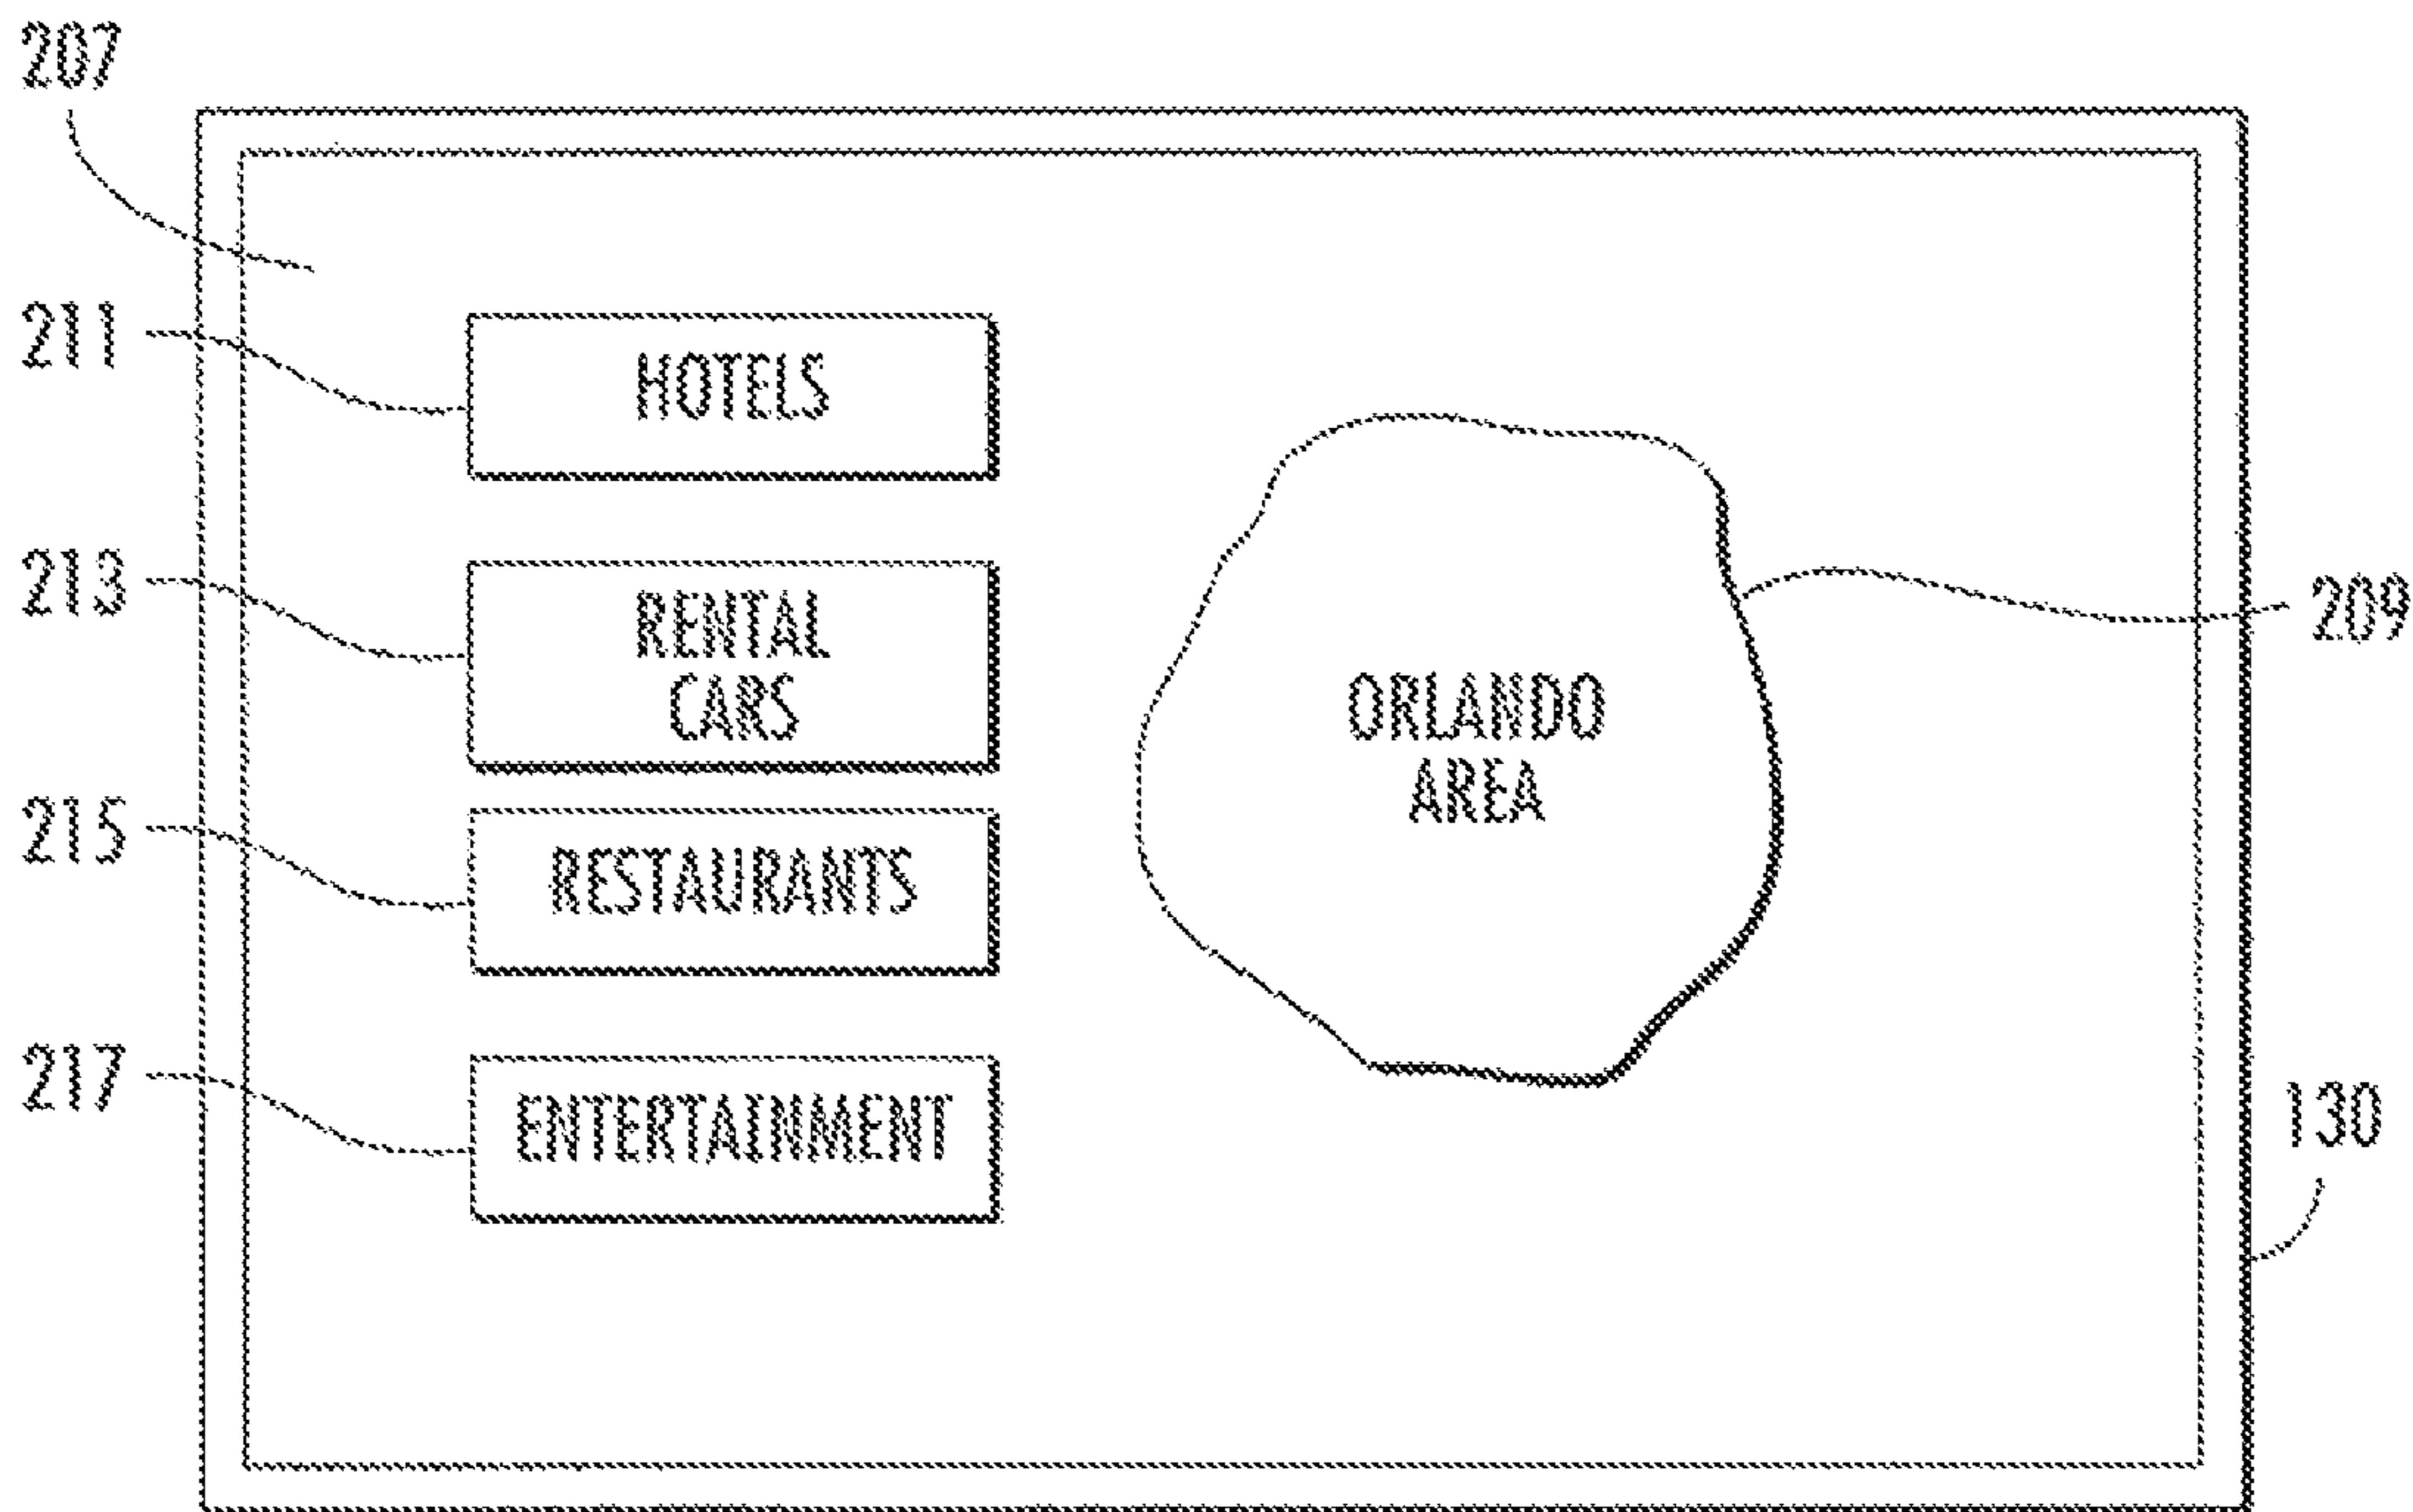 207
211
HOTELS
213
RENTAL
CARS
209
ORLANDO
AREA
215
RESTAURANTS
217
ENTERTAINMENT
130